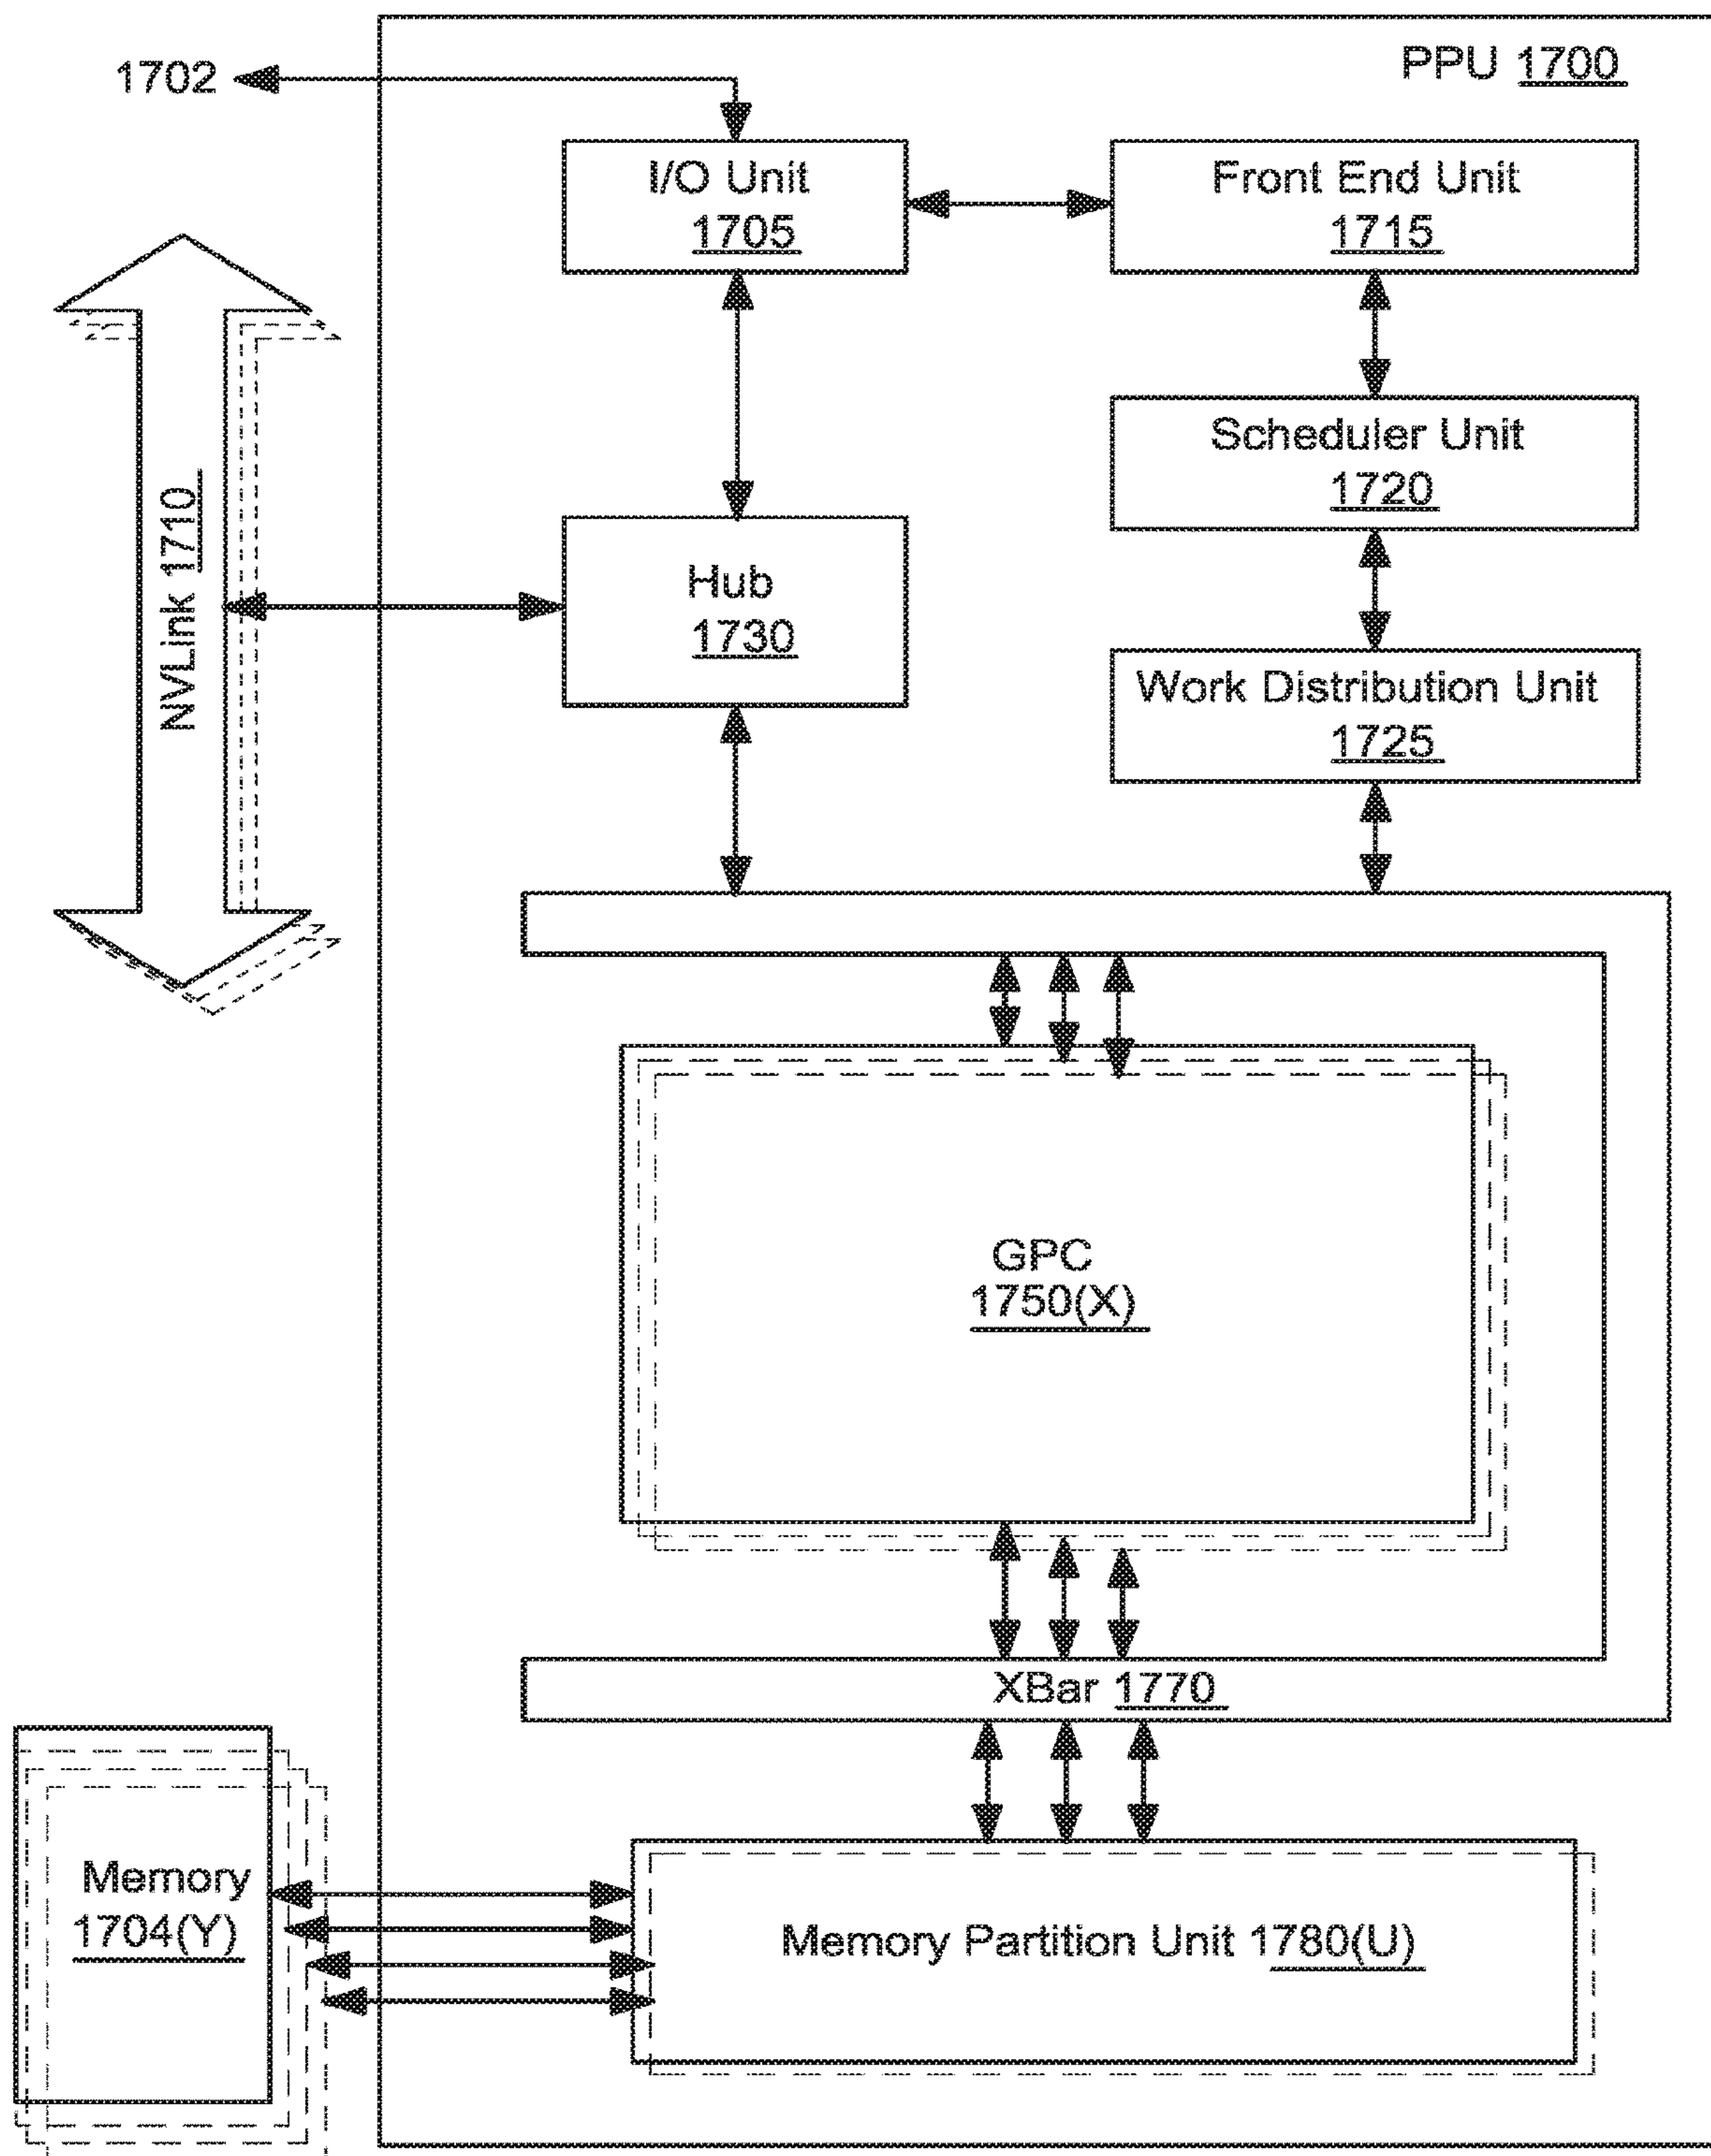 PPU 1700
1702
I/O Unit
1705
Front End Unit
1715
Scheduler Unit
1720
NVLink 1710
Hub
1730
Work Distribution Unit
1725
GPC
1750(X)
XBar 1770
Memory
1704(Y)
Memory Partition Unit 1780(U)